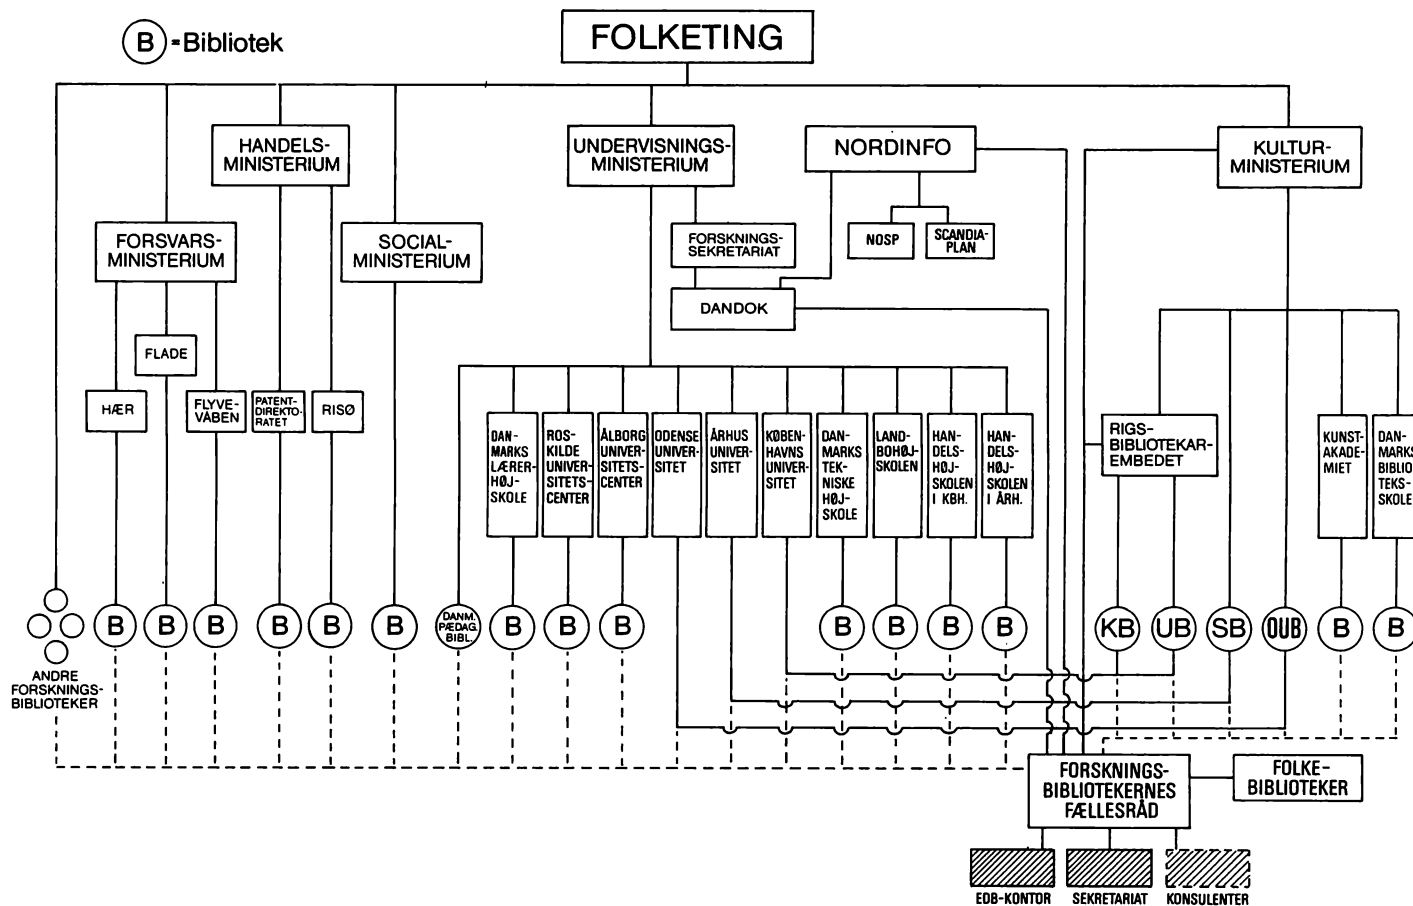 B =Bibliotek
FOLKETING
HANDELS-
MINISTERIUM
UNDERVISNINGS-
MINISTERIUM
NORDINFO
KULTUR-
MINISTERIUM
FORSVARS-
MINISTERIUM
SOCIAL-
MINISTERIUM
FORSKNINGS-
SEKRETARIAT
NOSP
SCANDIA-
PLAN
DANDOK
FLADE
HÆR
FLYVE-
VÅBEN
PATENT-
DIREKTO-
RATET
RISØ
DAN-
MARKS
LÆRER-
HØJ-
SKOLE
ROS-
KILDE
UNIVER-
SITETS-
CENTER
ÅLBORG
UNIVER-
SITETS-
CENTER
ODENSE
UNIVER-
SITET
ÅRHUS
UNIVER-
SITET
KØBEN-
HAVNS
UNIVER-
SITET
DAN-
MARKS
TEK-
NISKE
HØJ-
SKOLE
LAND-
BOHØJ-
SKOLEN
HAN-
DELS-
HØJ-
SKOLEN
I KBH.
HAN-
DELS-
HØJ-
SKOLEN
I ÅRH.
RIGS-
BIBLIOTEKAR-
EMBEDET
KUNST-
AKADE-
MIET
DAN-
MARKS
BIBLIO
TEKS-
SKOLE
B
B
B
B
B
B
DANM.
PÆDAG.
BIBL.
B
B
B
B
B
B
B
KB
UB
SB
OUB
B
B
ANDRE
FORSKNINGS-
BIBLIOTEKER
FORSKNINGS-
BIBLIOTEKERNES
FÆLLESRÅD
FOLKE-
BIBLIOTEKER
EDB-KONTOR
SEKRETARIAT
KONSULENTER